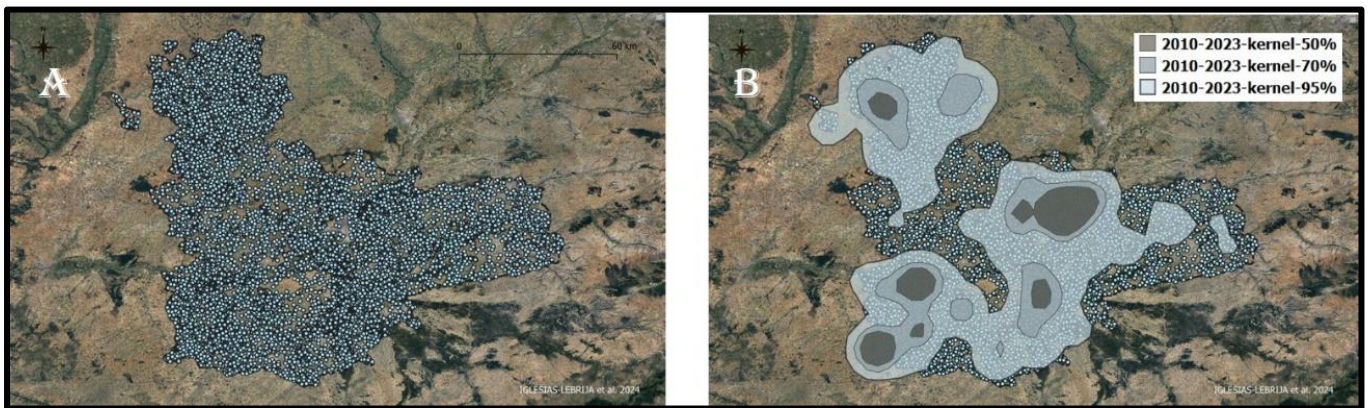 A
0 60 km
IGLESIAS-LEBRIJA et al. 2024
B
2010-2023-kernel-50%
2010-2023-kernel-70%
2010-2023-kernel-95%
IGLESIAS-LEBRIJA et al. 2024